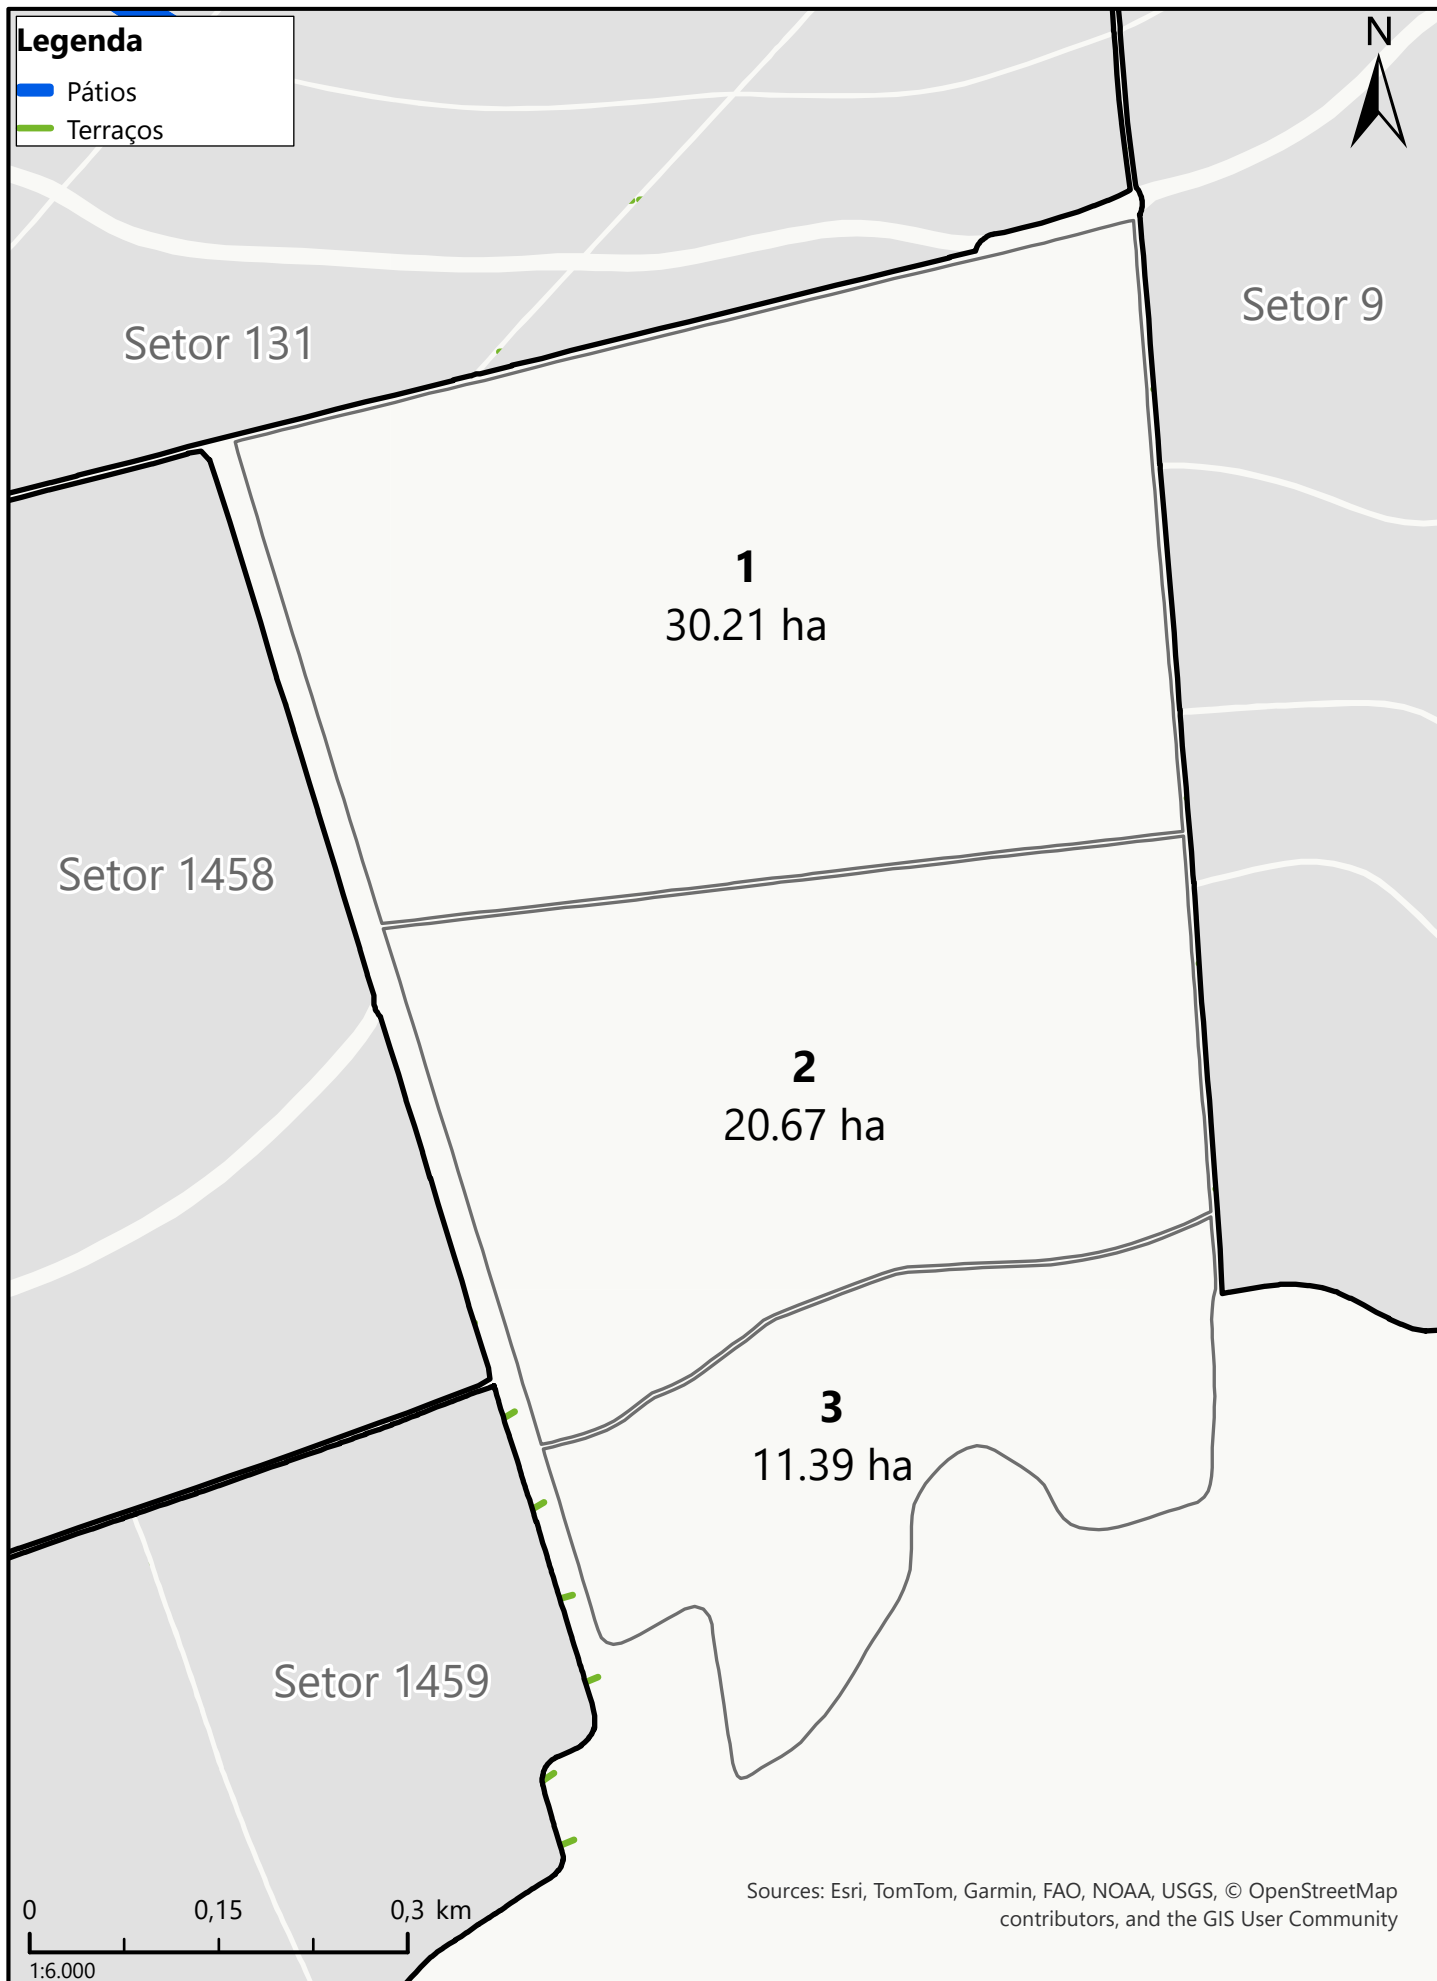 Legenda
Pátios
Terraços
N
Setor 9
Setor 131
1
30.21 ha
Setor 1458
2
20.67 ha
3
11.39 ha
Setor 1459
Sources: Esri, TomTom, Garmin, FAO, NOAA, USGS, © OpenStreetMap
contributors, and the GIS User Community
0 0,15 0,3 km
1:6.000